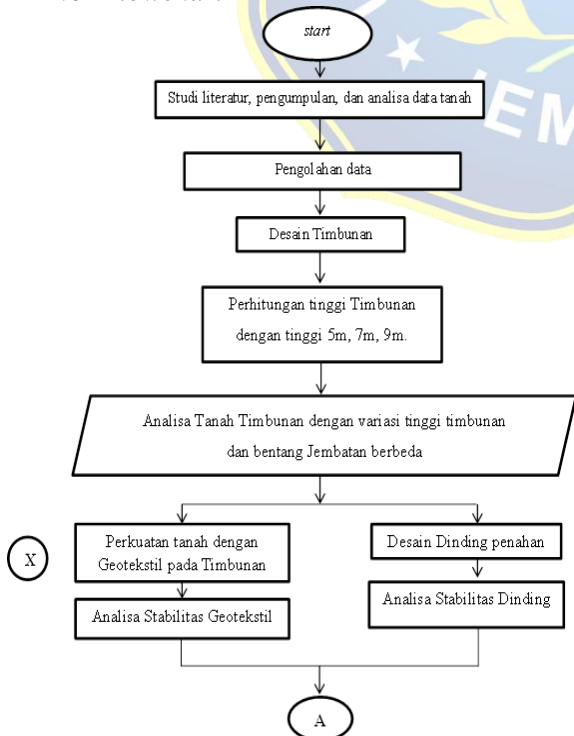 start
JEM
Studi literatur, pengumpulan, dan analisa data tanah
Pengolahan data
Desain Timbunan
Perhitungan tinggi Timbunan
dengan tinggi 5m, 7m, 9m.
Analisa Tanah Timbunan dengan variasi tinggi timbunan
dan bentang Jembatan berbeda
X
Perkuatan tanah dengan
Geotekstil pada Timbunan
Desain Dinding penahan
Analisa Stabilitas Geotekstil
Analisa Stabilitas Dinding
A